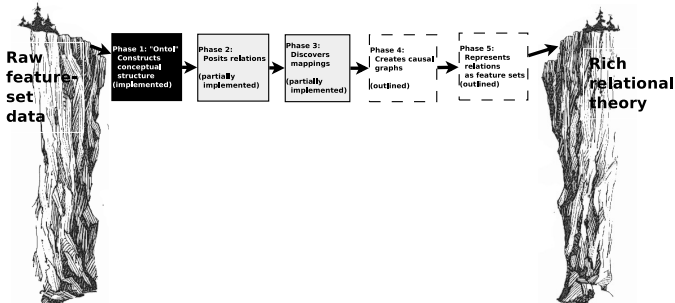 Raw
feature-
set
data
Phase 1: "Ontol"
Constructs
conceptual
structure
(implemented)
Phase 2:
Posits relations
(partially
implemented)
Phase 3:
Discovers
mappings
(partially
implemented)
Phase 4:
Creates causal
graphs
(outlined)
Phase 5:
Represents
relations
as feature sets
(outlined)
Rich
relational
theory